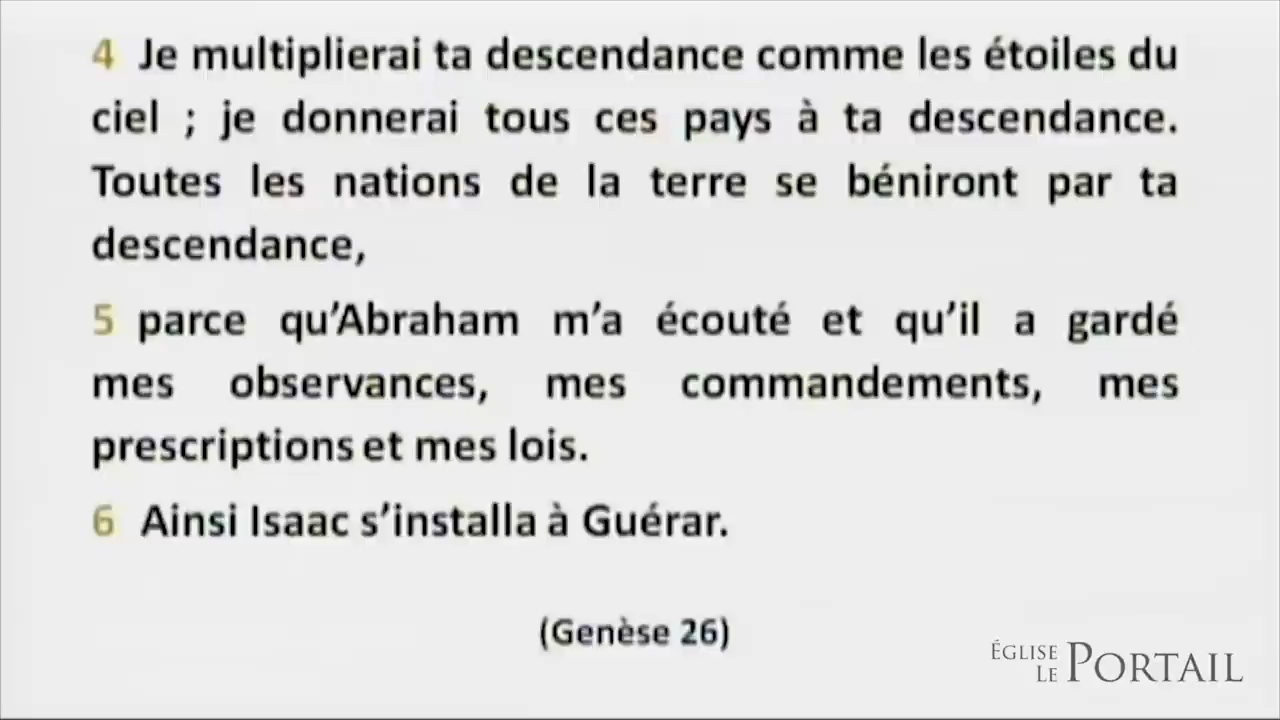 4 Je multiplierai ta descendance comme les étoiles du
ciel ; je donnerai tous ces pays à ta descendance.
Toutes les nations de la terre se béniront par ta
descendance,
5 parce qu’Abraham m’a écouté et qu’il a gardé
mes observances, mes commandements, mes
prescriptions et mes lois.
6 Ainsi Isaac s’installa à Guérar.
(Genèse 26)
ÉGLISE
LE PORTAIL